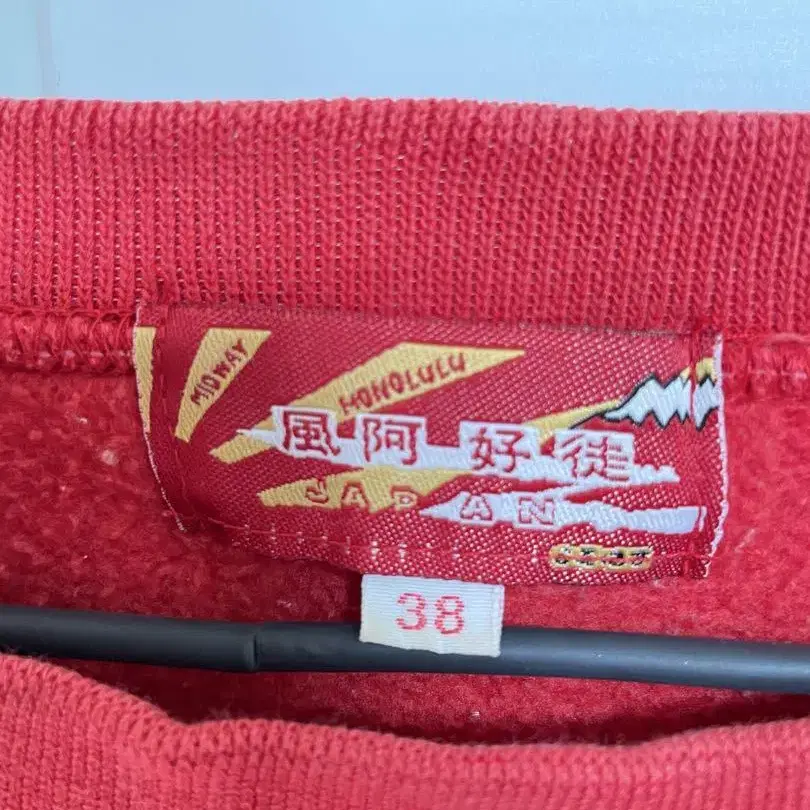 MIDWAY
HONOLULU
風阿好徒
JAPAN
38